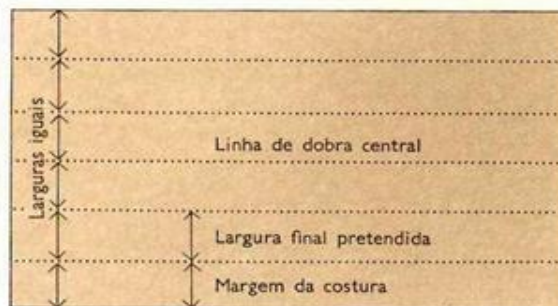 Larguras iguais
Linha de dobra central
Largura final pretendida
Margem da costura